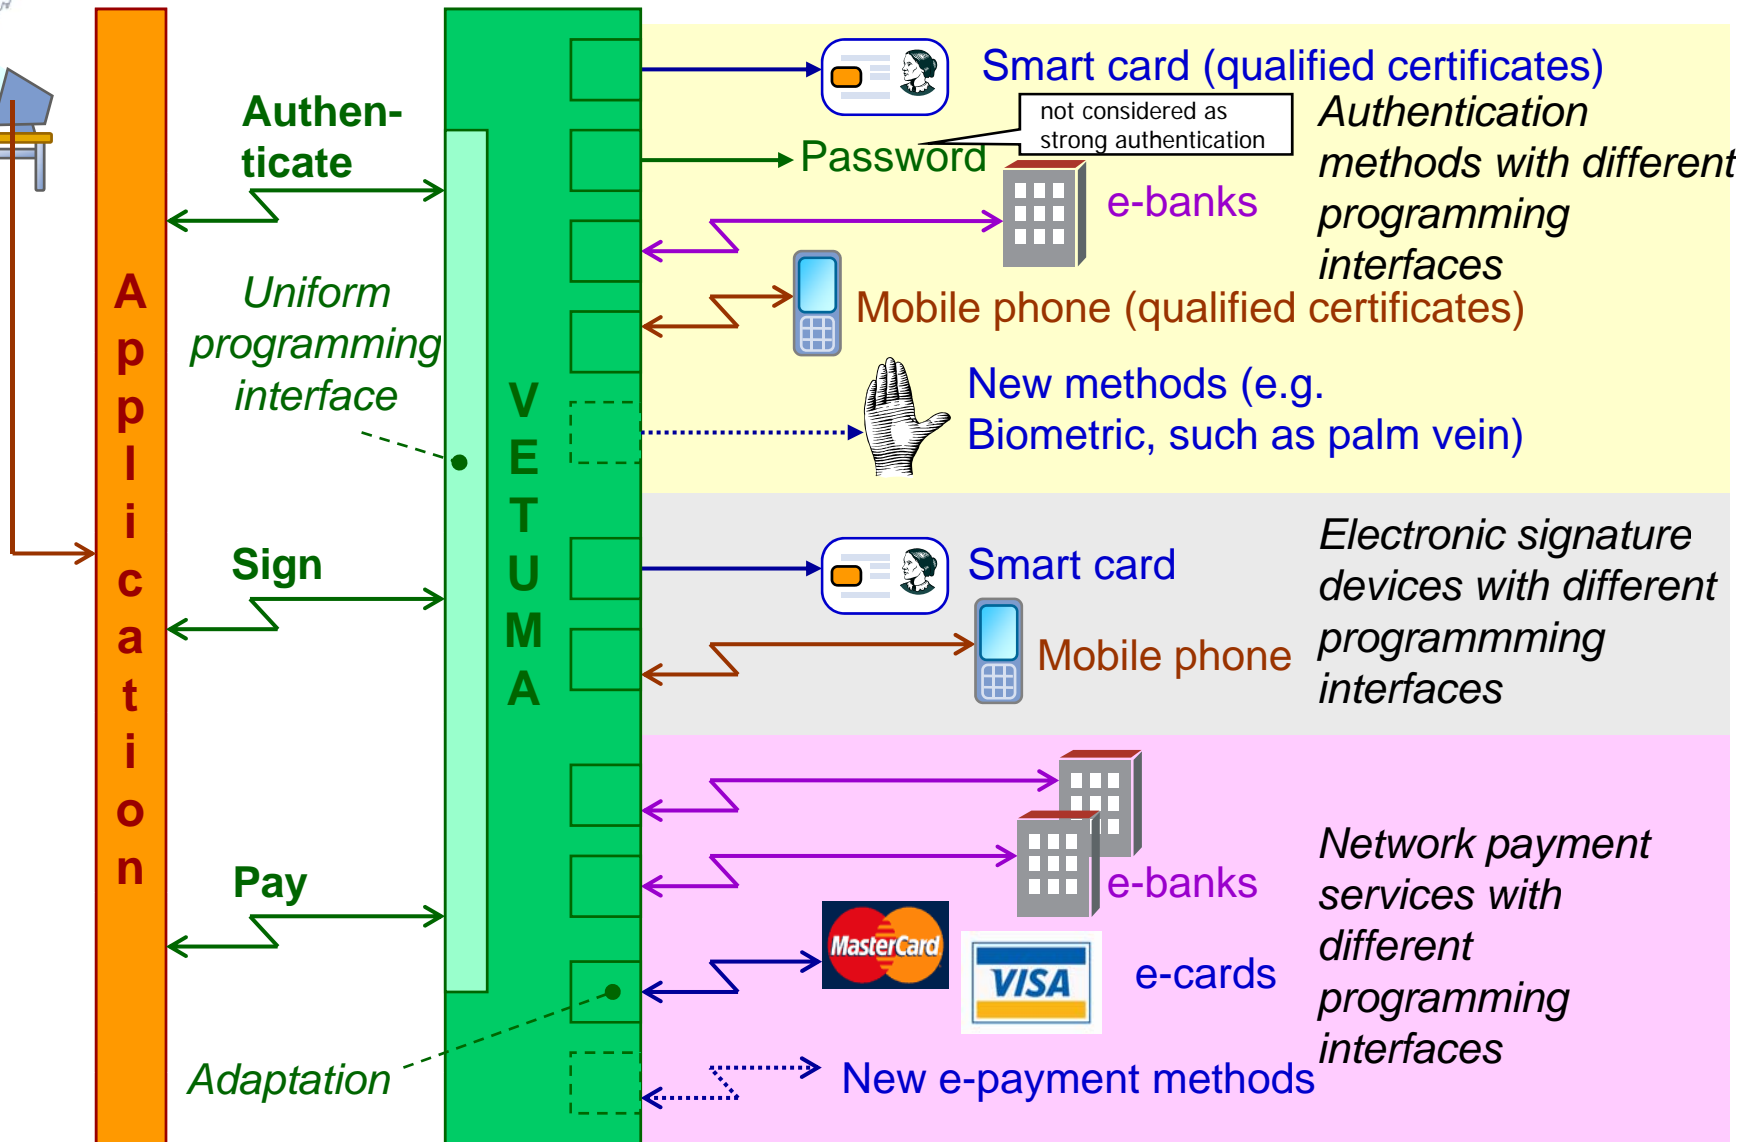 Application
Authen-
ticate
Uniform
programming
interface
Sign
Pay
Adaptation
VETUMA
Smart card (qualified certificates)
not considered as
strong authentication
Password
e-banks
Mobile phone (qualified certificates)
New methods (e.g.
Biometric, such as palm vein)
Authentication
methods with different
programming
interfaces
Smart card
Mobile phone
Electronic signature
devices with different
programmming
interfaces
e-banks
MasterCard
VISA
e-cards
New e-payment methods
Network payment
services with
different
programming
interfaces